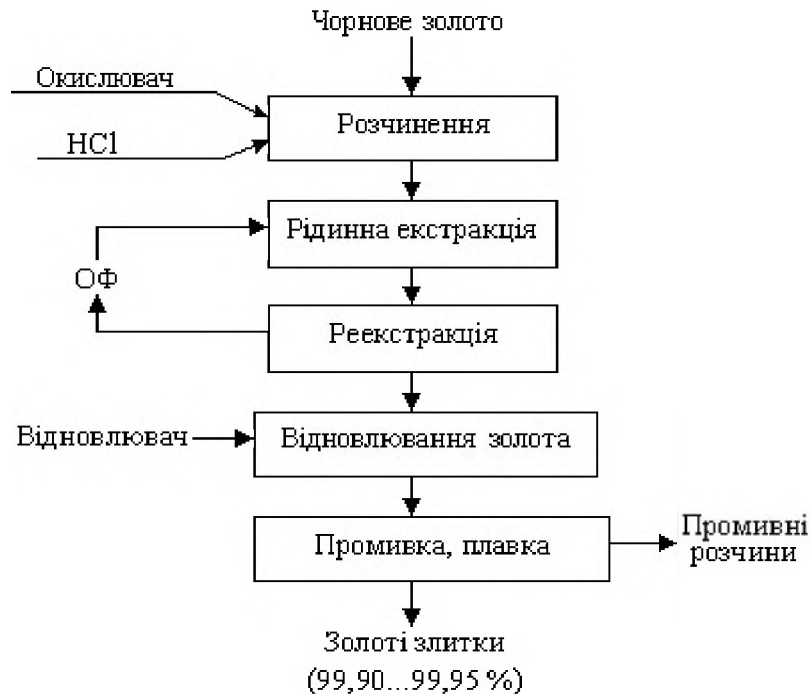 Чорнове золото
Окислювач
HCl
Розчинення
Рідинна екстракція
ОФ
Реекстракція
Відновлювач
Відновлювання золота
Промивка, плавка
Промивні
розчини
Золоті злитки
(99,90...99,95 %)